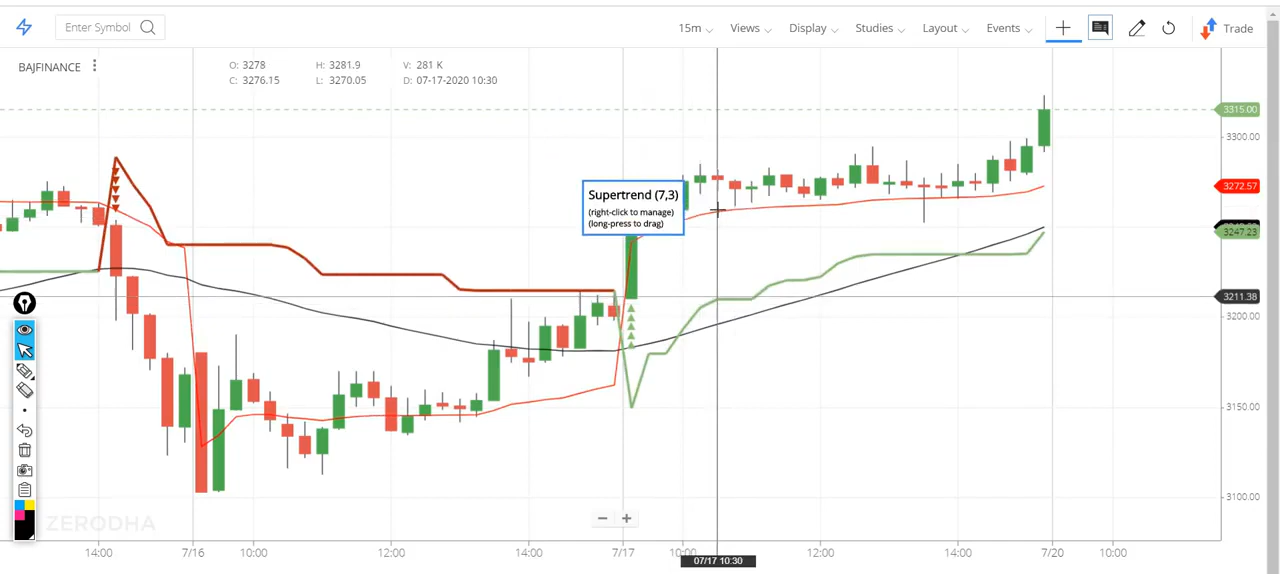 Enter Symbol
15m Views Display Studies Layout Events Trade
BAJFINANCE
O: 3278 H: 3281.9 V: 281 K
C: 3276.15 L: 3270.05 D: 07-17-2020 10:30
3315.00
3300.00
Supertrend (7,3)
(right-click to manage)
(long-press to drag)
3272.57
3247.23
3211.38
3200.00
3150.00
3100.00
ZERODHA
14:00 7/16 10:00 12:00 14:00 7/17 10:00 12:00 14:00 7/20 10:00
07/17 10:30